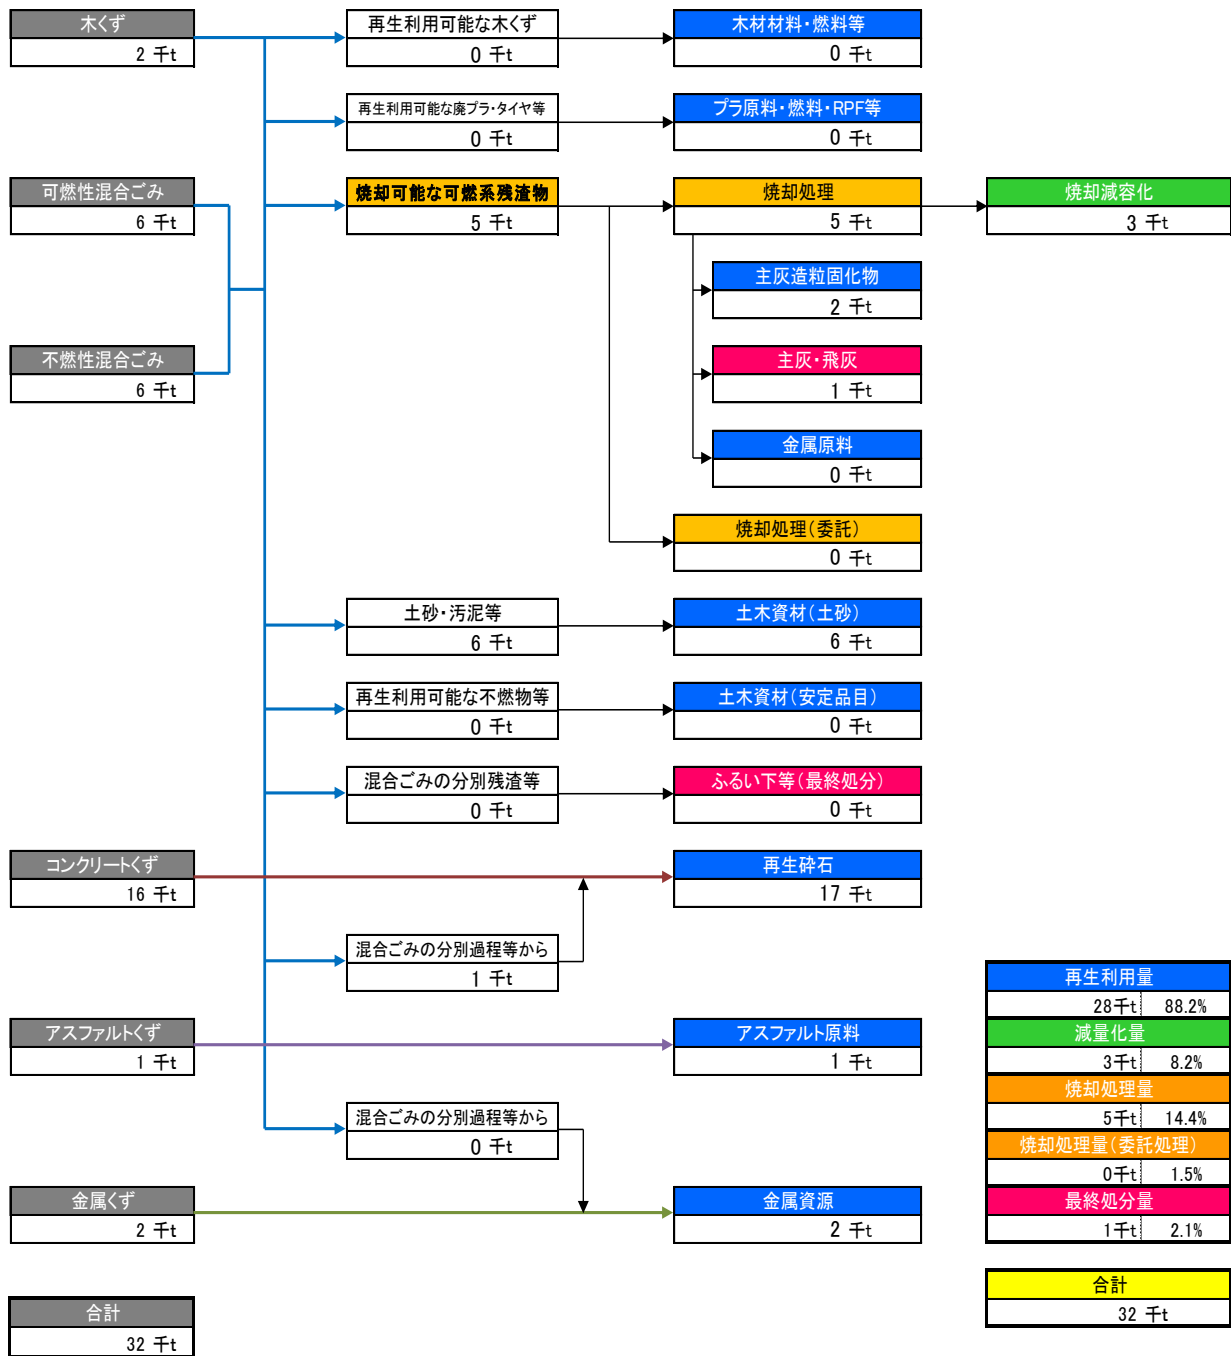 木くず
2 千t
再生利用可能な木くず
0 千t
木材材料・燃料等
0 千t
再生利用可能な廃プラ・タイヤ等
0 千t
プラ原料・燃料・RPF等
0 千t
可燃性混合ごみ
6 千t
焼却可能な可燃系残渣物
5 千t
焼却処理
5 千t
焼却減容化
3 千t
主灰造粒固化物
2 千t
不燃性混合ごみ
6 千t
主灰・飛灰
1 千t
金属原料
0 千t
焼却処理(委託)
0 千t
土砂・汚泥等
6 千t
土木資材(土砂)
6 千t
再生利用可能な不燃物等
0 千t
土木資材(安定品目)
0 千t
混合ごみの分別残渣等
0 千t
ふるい下等(最終処分)
0 千t
コンクリートくず
16 千t
再生砕石
17 千t
混合ごみの分別過程等から
1 千t
アスファルトくず
1 千t
アスファルト原料
1 千t
混合ごみの分別過程等から
0 千t
金属くず
2 千t
金属資源
2 千t
再生利用量
28千t 88.2%
減量化量
3千t 8.2%
焼却処理量
5千t 14.4%
焼却処理量(委託処理)
0千t 1.5%
最終処分量
1千t 2.1%
合計
32 千t
合計
32 千t